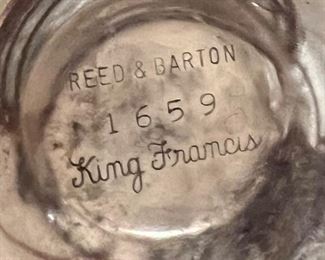 REED & BARTON
1659
King Francis